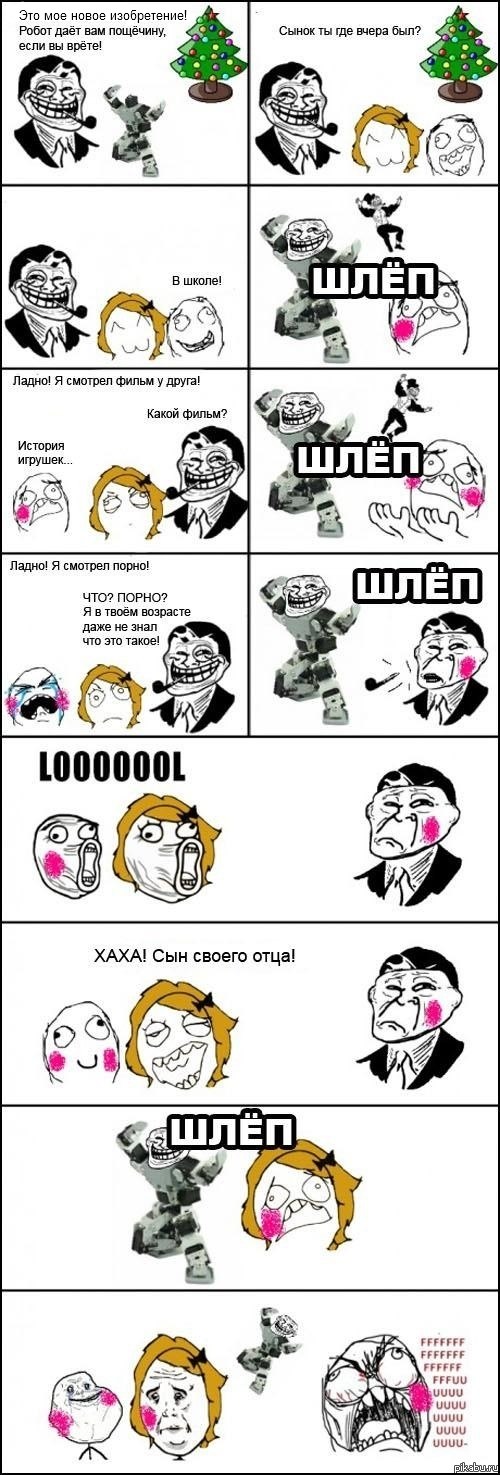 Это мое новое изобретение!
Робот даёт вам пощёчину,
если вы врёте!
Сынок ты где вчера был?
В школе!
ШЛЁП
Ладно! Я смотрел фильм у друга!
Какой фильм?
История
игрушек...
ШЛЁП
Ладно! Я смотрел порно!
ЧТО? ПОРНО?
Я в твоём возрасте
даже не знал
что это такое!
ШЛЁП
LOOOOOOL
ХАХА! Сын своего отца!
ШЛЁП
FFFFFFF
FFFFFFF
FFFFFF
FFFUU
UUUU
UUUU
UUUU
UUUU
UUUU-
pikabu.ru